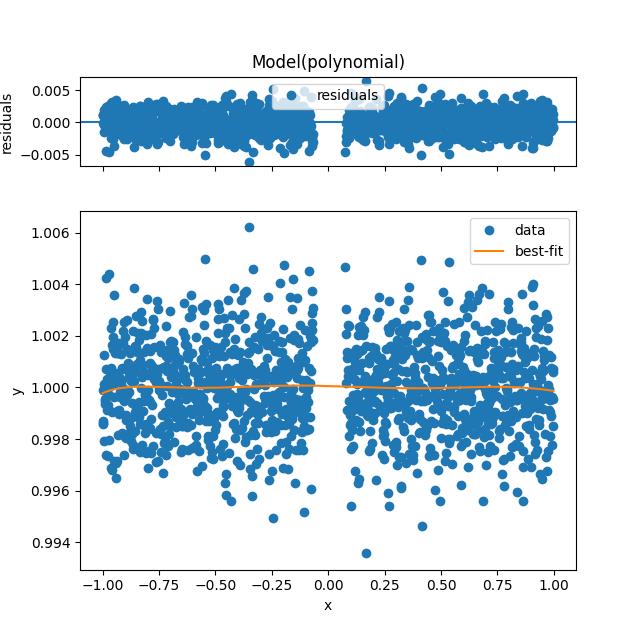 Model(polynomial)
residuals
0.005
0.000
−0.005
residuals
y
1.006
1.004
1.002
1.000
0.998
0.996
0.994
data
best-fit
−1.00 −0.75 −0.50 −0.25 0.00 0.25 0.50 0.75 1.00
x